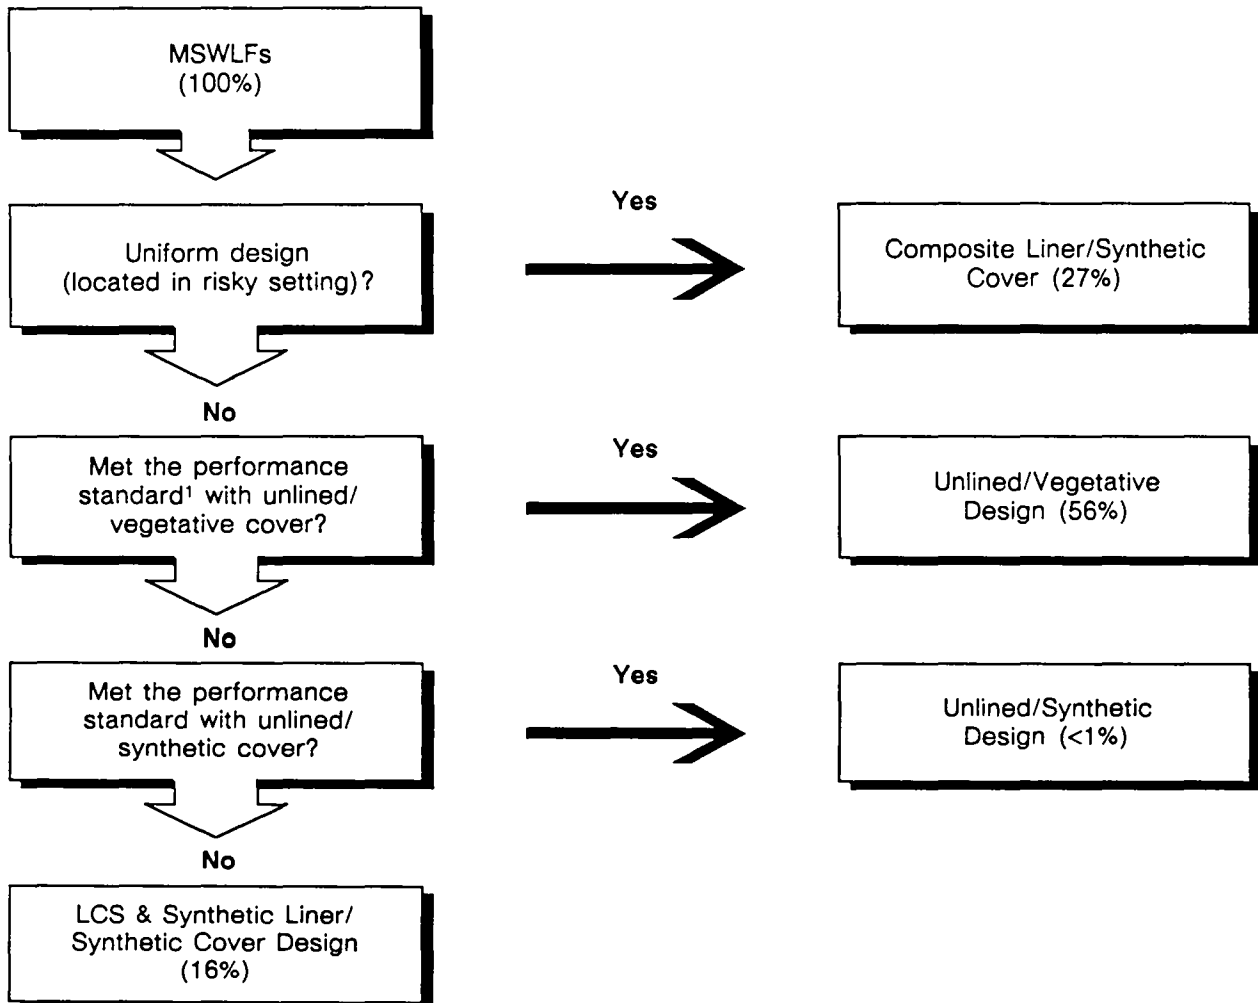 MSWLFs
(100%)
Uniform design
(located in risky setting)?
Yes
Composite Liner/Synthetic
Cover (27%)
No
Met the performance
standard¹ with unlined/
vegetative cover?
Yes
Unlined/Vegetative
Design (56%)
No
Met the performance
standard with unlined/
synthetic cover?
Yes
Unlined/Synthetic
Design (<1%)
No
LCS & Synthetic Liner/
Synthetic Cover Design
(16%)